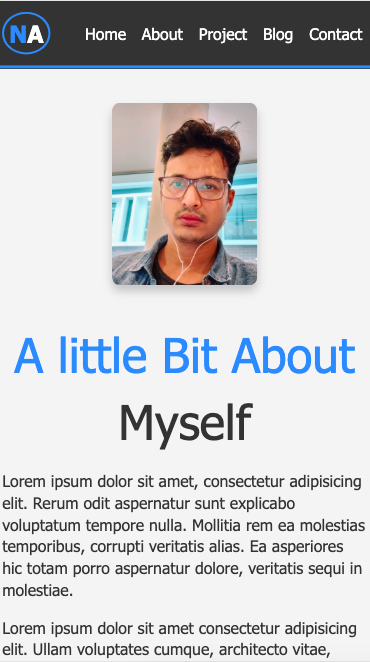 NA Home About Project Blog Contact
A little Bit About
Myself
Lorem ipsum dolor sit amet, consectetur adipisicing
elit. Rerum odit aspernatur sunt explicabo
voluptatum tempore nulla. Mollitia rem ea molestias
temporibus, corrupti veritatis alias. Ea asperiores
hic totam porro aspernatur dolore, veritatis sequi in
molestiae.
Lorem ipsum dolor sit amet consectetur adipisicing
elit. Ullam voluptates cumque, architecto vitae,